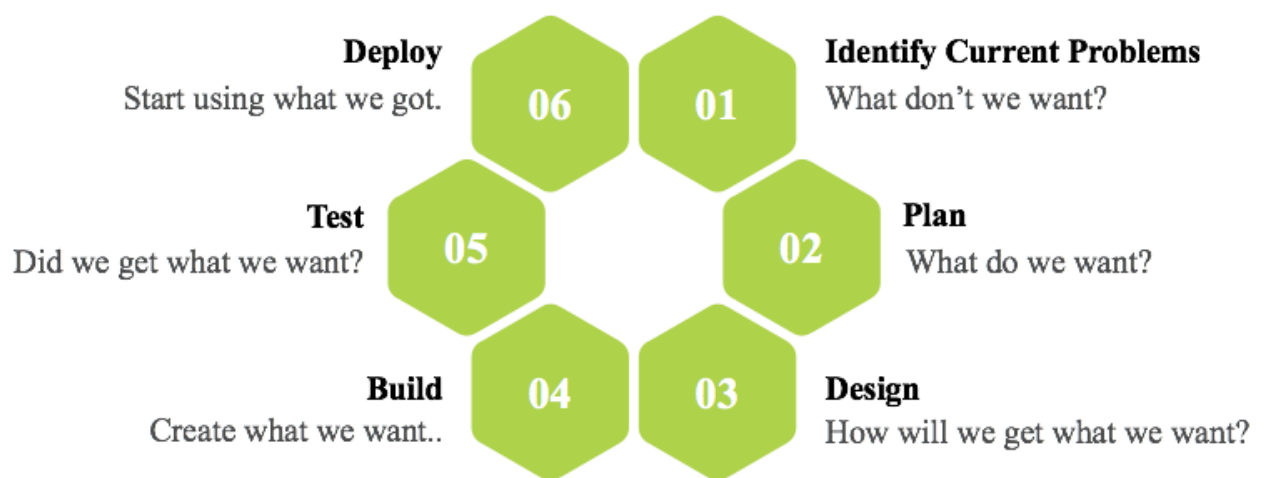 01
Identify Current Problems
What don’t we want?
02
Plan
What do we want?
03
Design
How will we get what we want?
04
Build
Create what we want..
05
Test
Did we get what we want?
06
Deploy
Start using what we got.